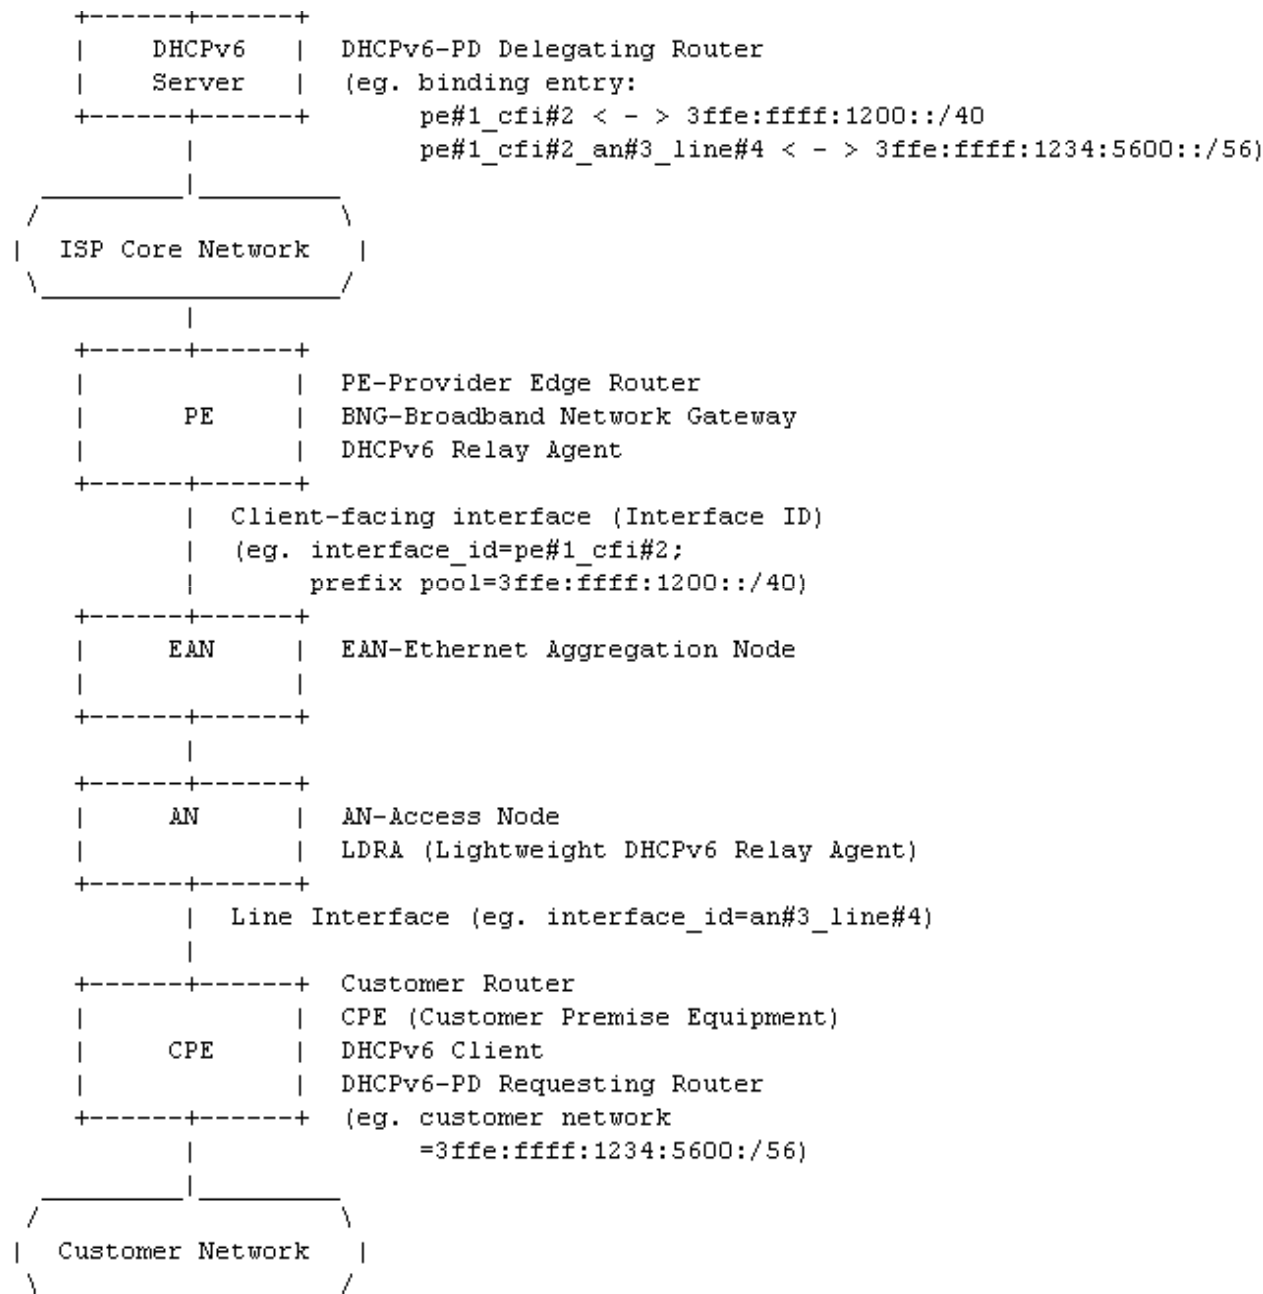 DHCPv6 DHCPv6-PD Delegating Router
Server (eg. binding entry:
pe#1_cfi#2 < - > 3ffe:ffff:1200::/40
pe#1_cfi#2_an#3_line#4 < - > 3ffe:ffff:1234:5600::/56)
ISP Core Network
PE-Provider Edge Router
PE BNG-Broadband Network Gateway
DHCPv6 Relay Agent
Client-facing interface (Interface ID)
(eg. interface_id=pe#1_cfi#2;
prefix pool=3ffe:ffff:1200::/40)
EAN EAN-Ethernet Aggregation Node
AN AN-Access Node
LDRA (Lightweight DHCPv6 Relay Agent)
Line Interface (eg. interface_id=an#3_line#4)
Customer Router
CPE (Customer Premise Equipment)
CPE DHCPv6 Client
DHCPv6-PD Requesting Router
(eg. customer network
=3ffe:ffff:1234:5600:/56)
Customer Network